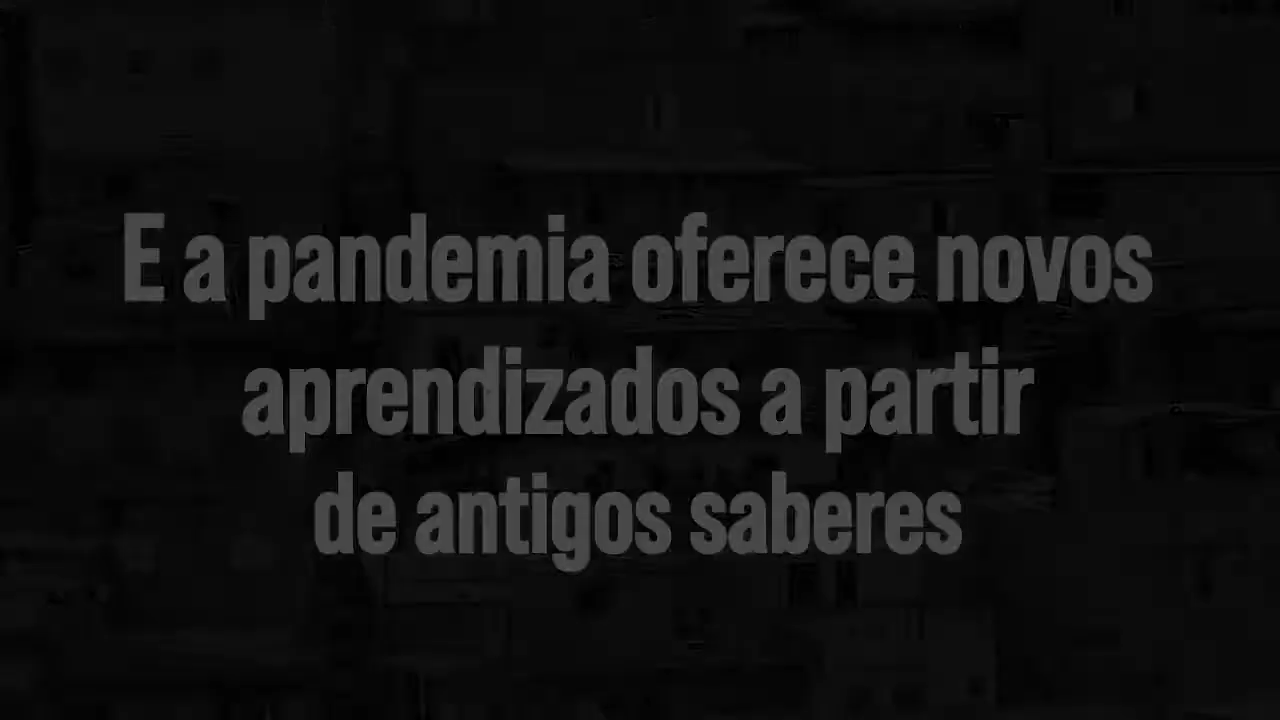 E a pandemia oferece novos
aprendizados a partir
de antigos saberes